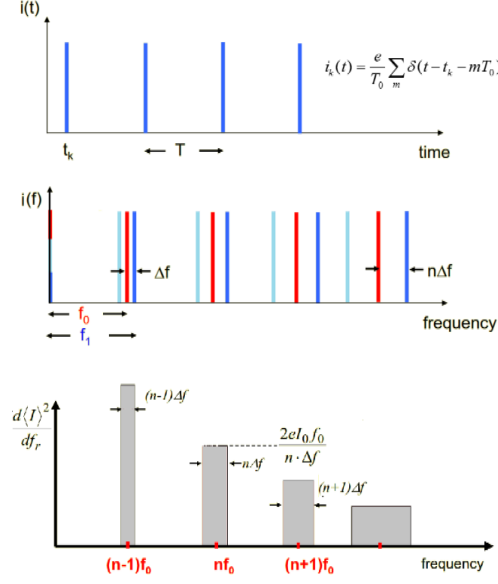 i(t)
i_k(t) = e/T_0 ∑_m δ(t − t_k − mT_0)
t_k
T
time
i(f)
Δf
nΔf
f_0
f_1
frequency
d⟨I⟩^2/df_r
(n-1)Δf
2eI_0f_0/n·Δf
nΔf
(n+1)Δf
(n-1)f_0
nf_0
(n+1)f_0
frequency